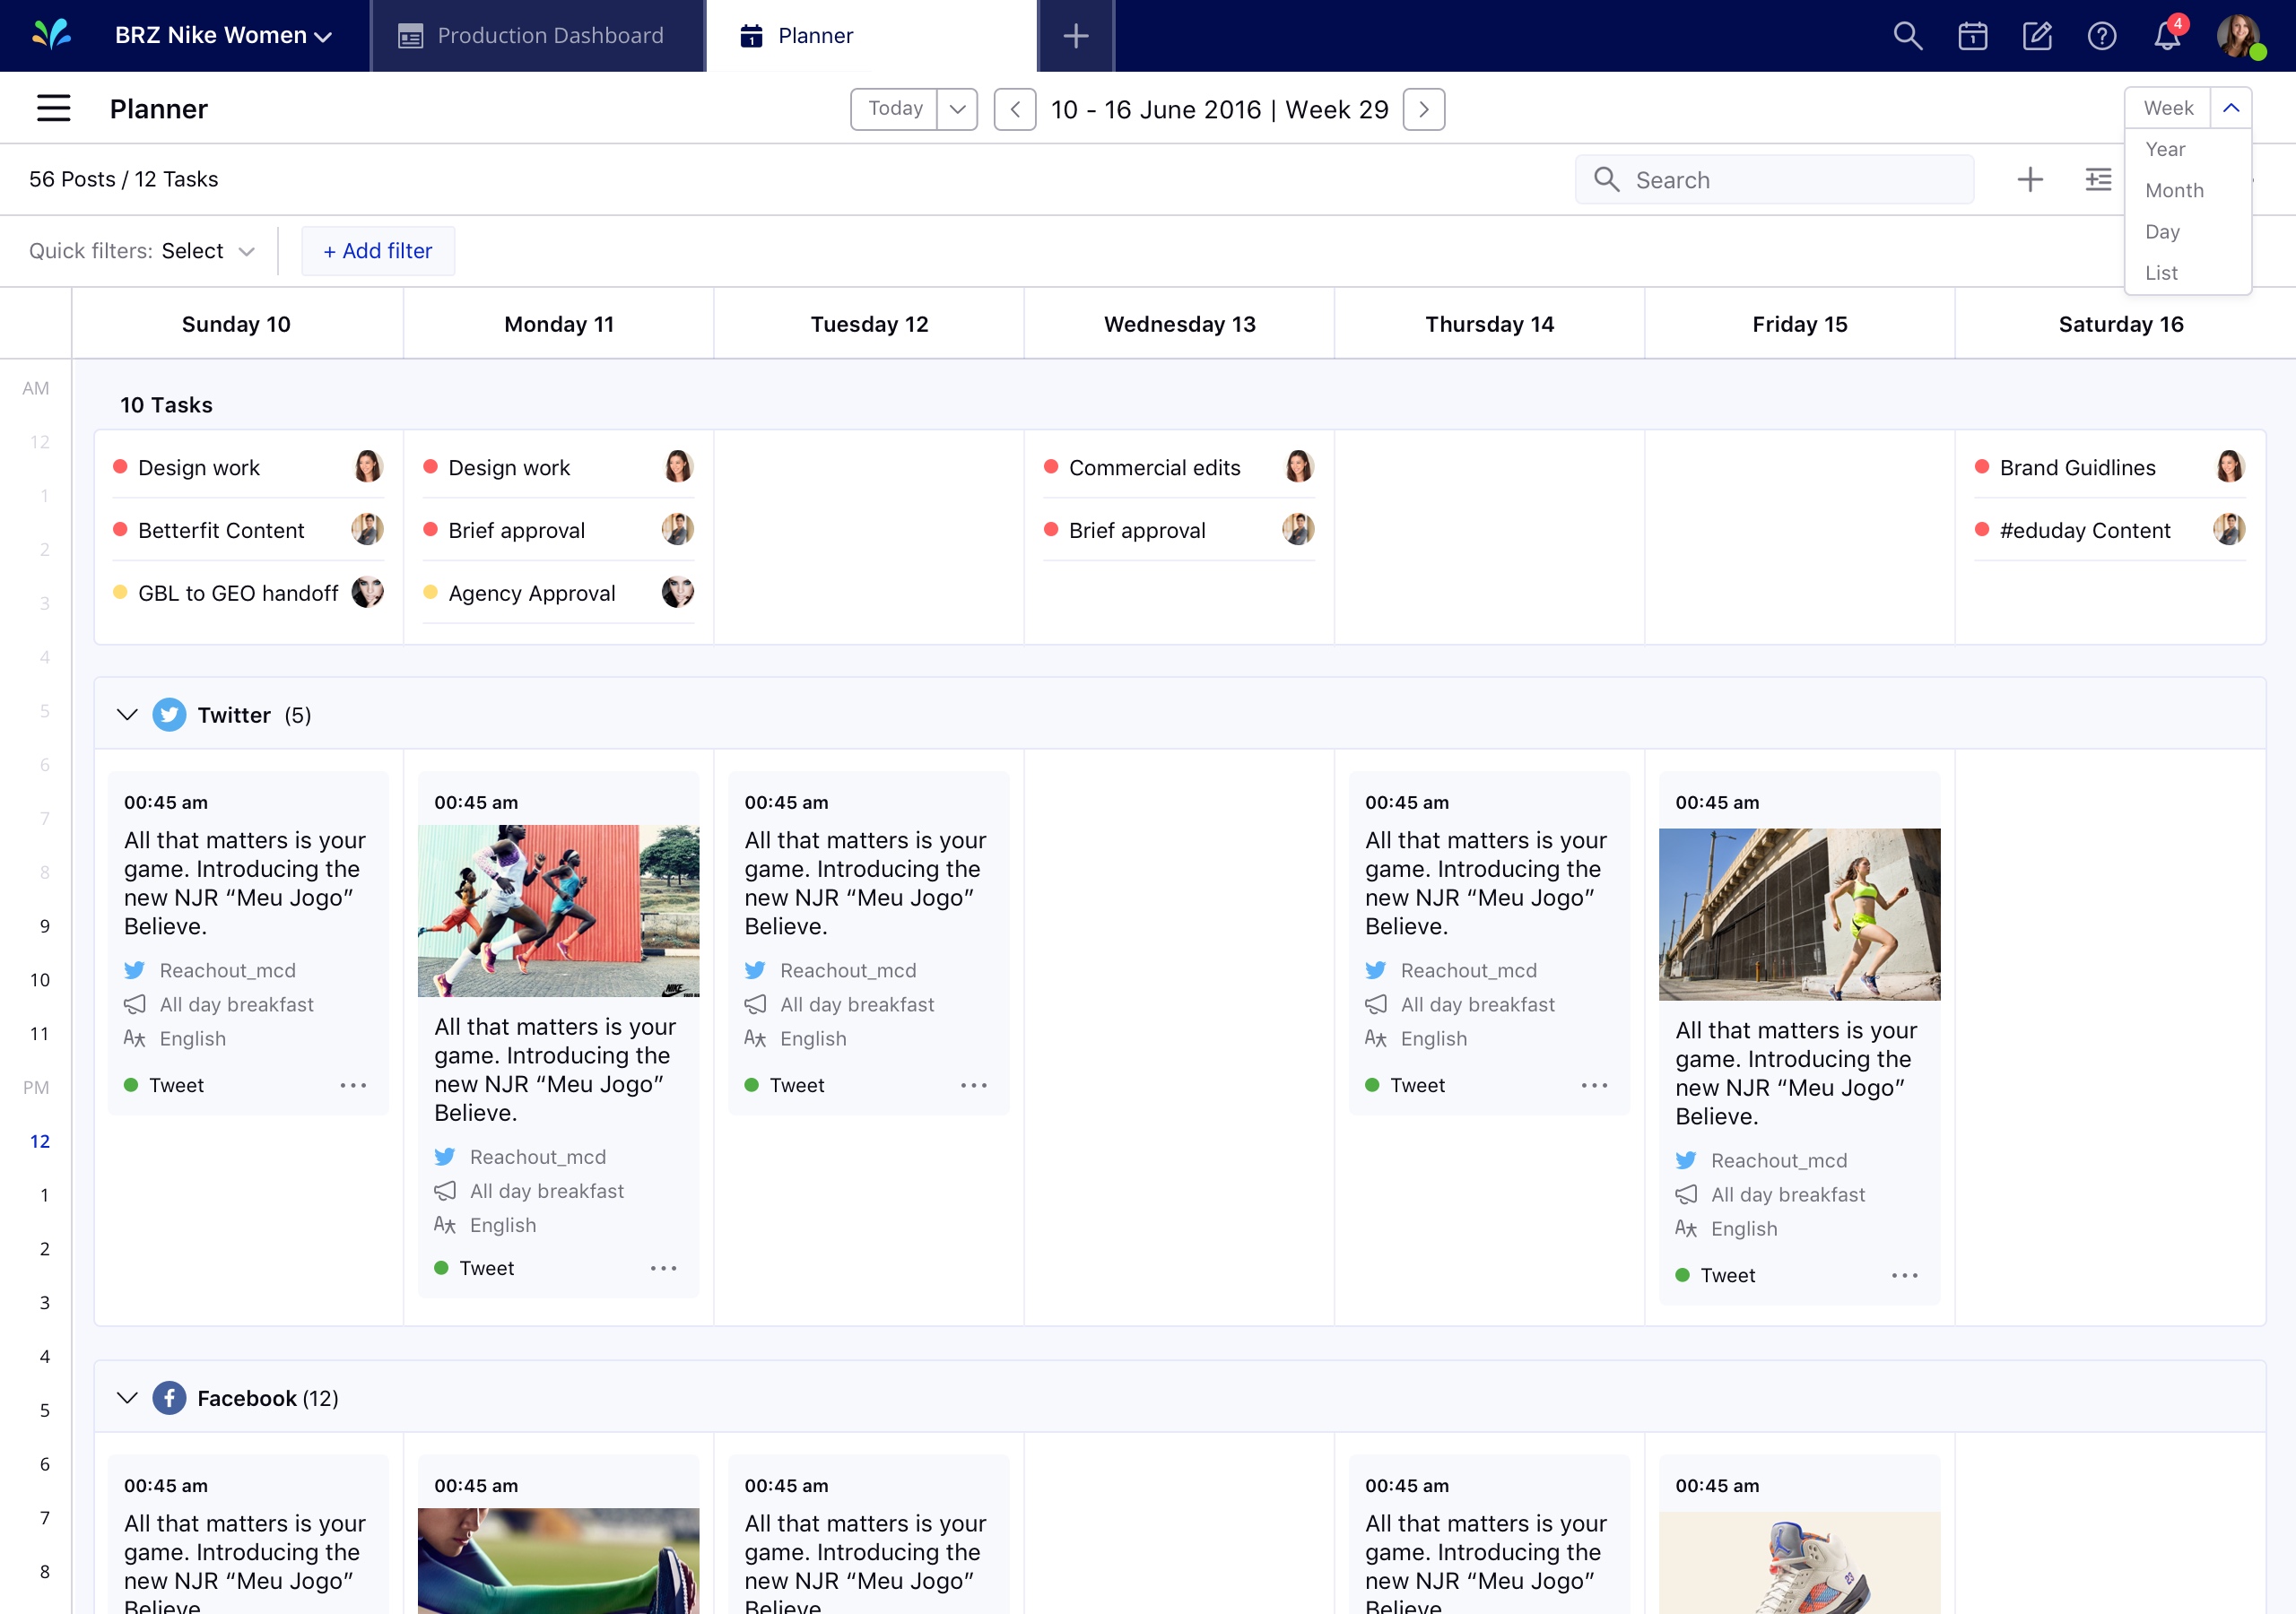 BRZ Nike Women
Production Dashboard
Planner
1
4
Planner
Today
10 - 16 June 2016 | Week 29
Week
Year
Month
Day
List
56 Posts / 12 Tasks
Search
Quick filters: Select
+ Add filter
Sunday 10
Monday 11
Tuesday 12
Wednesday 13
Thursday 14
Friday 15
Saturday 16
AM
12
1
2
3
4
5
6
7
8
9
10
11
PM
12
1
2
3
4
5
6
7
8
10 Tasks
Design work
Betterfit Content
GBL to GEO handoff
Design work
Brief approval
Agency Approval
Commercial edits
Brief approval
Brand Guidlines
#eduday Content
Twitter (5)
00:45 am
All that matters is your
game. Introducing the
new NJR “Meu Jogo”
Believe.
Reachout_mcd
All day breakfast
English
Tweet
00:45 am
NIKE
All that matters is your
game. Introducing the
new NJR “Meu Jogo”
Believe.
Reachout_mcd
All day breakfast
English
Tweet
00:45 am
All that matters is your
game. Introducing the
new NJR “Meu Jogo”
Believe.
Reachout_mcd
All day breakfast
English
Tweet
00:45 am
All that matters is your
game. Introducing the
new NJR “Meu Jogo”
Believe.
Reachout_mcd
All day breakfast
English
Tweet
00:45 am
All that matters is your
game. Introducing the
new NJR “Meu Jogo”
Believe.
Reachout_mcd
All day breakfast
English
Tweet
Facebook (12)
00:45 am
All that matters is your
game. Introducing the
new NJR “Meu Jogo”
Believe.
00:45 am
00:45 am
All that matters is your
game. Introducing the
new NJR “Meu Jogo”
Believe.
00:45 am
All that matters is your
game. Introducing the
new NJR “Meu Jogo”
Believe.
00:45 am
23